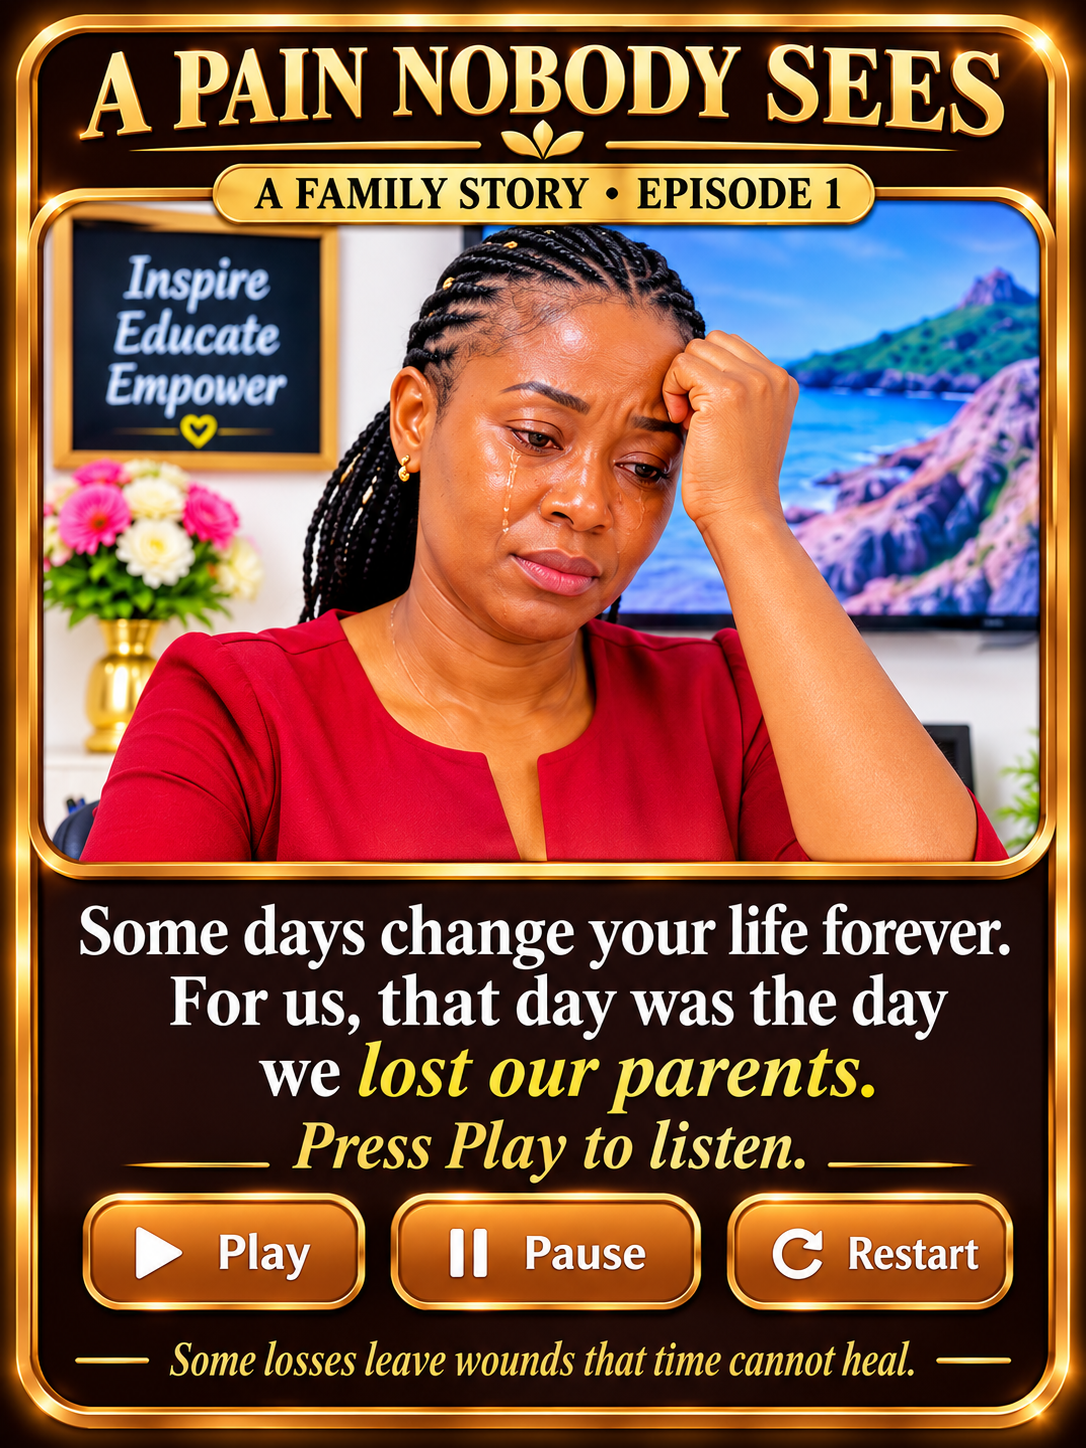 A PAIN NOBODY SEES
A FAMILY STORY • EPISODE 1
Inspire
Educate
Empower
Some days change your life forever.
For us, that day was the day
we lost our parents.
Press Play to listen.
Play
Pause
Restart
Some losses leave wounds that time cannot heal.